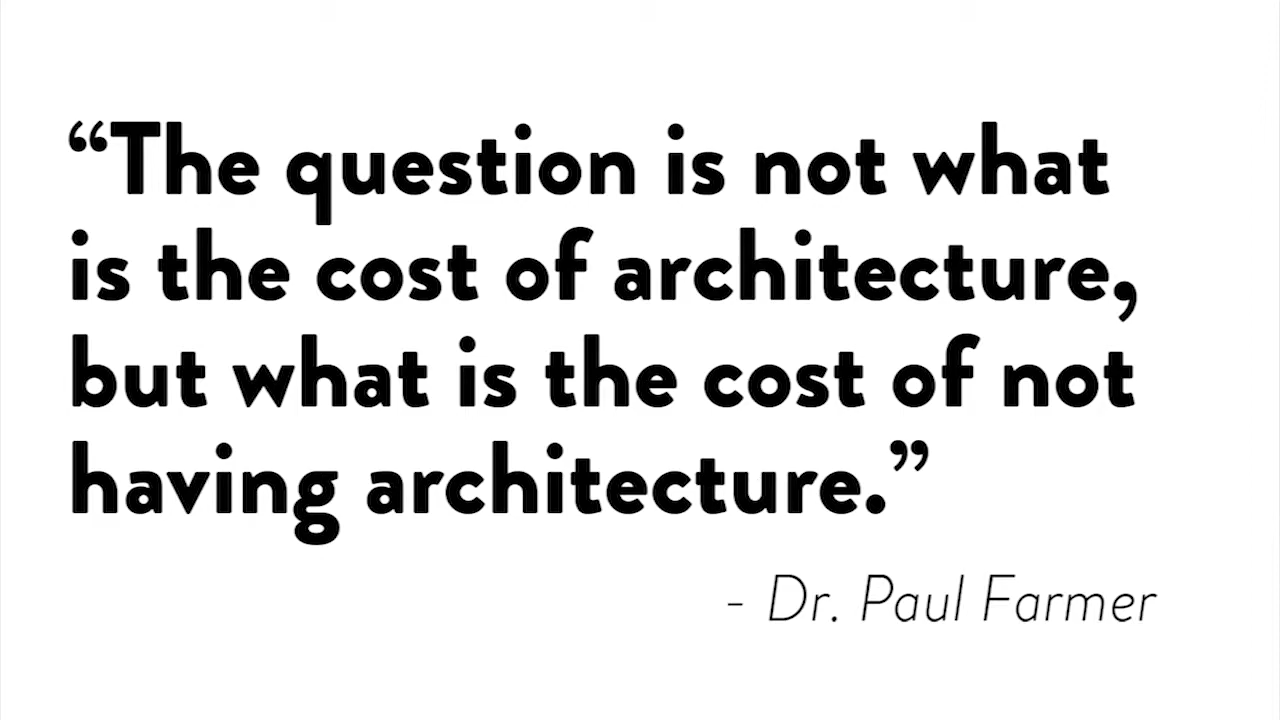 “The question is not what
is the cost of architecture,
but what is the cost of not
having architecture.”
- Dr. Paul Farmer